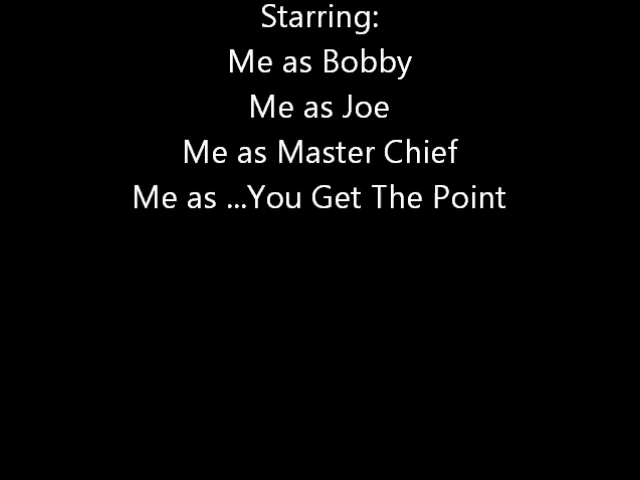 Starring:
Me as Bobby
Me as Joe
Me as Master Chief
Me as ...You Get The Point